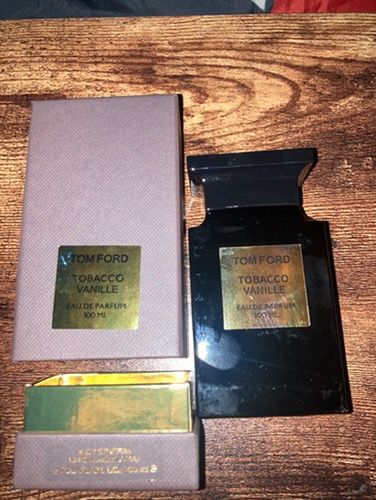 TOM FORD
TOBACCO
VANILLE
EAU DE PARFUM
100 ML
TOM FORD
TOBACCO
VANILLE
EAU DE PARFUM
100 ML